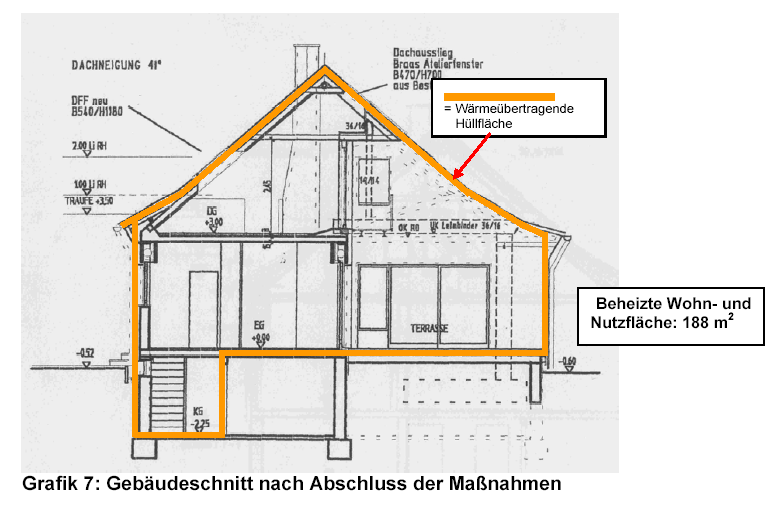 DACHNEIGUNG 41°
Dachausstieg
Braas Atelierfenster
B470/H700
aus Best
DFF neu
B540/H1180
= Wärmeübertragende
Hüllfläche
2.00 ü RH
1.00 ü RH
TRAUFE +3,50
34/16
2.45
14/14
DG
+3,00
OK RD
UK Leimbinder 36/16
Beheizte Wohn- und
Nutzfläche: 188 m²
EG
+0,00
TERRASSE
-0.52
-0.60
KG
-2.25
Grafik 7: Gebäudeschnitt nach Abschluss der Maßnahmen